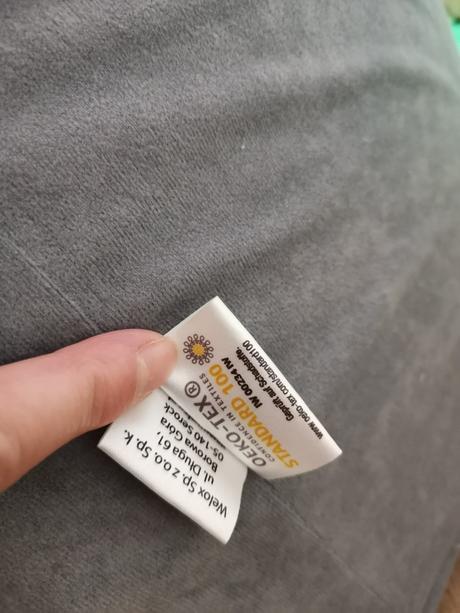 OEKO-TEX®
CONFIDENCE IN TEXTILES
STANDARD 100
IW 00234 IW
Geprüft auf Schadstoffe.
www. oeko-tex.com/standard100
Welox Sp. z o.o. Sp. k.
ul. Długa 61,
Borowa Góra
05-140 Serock